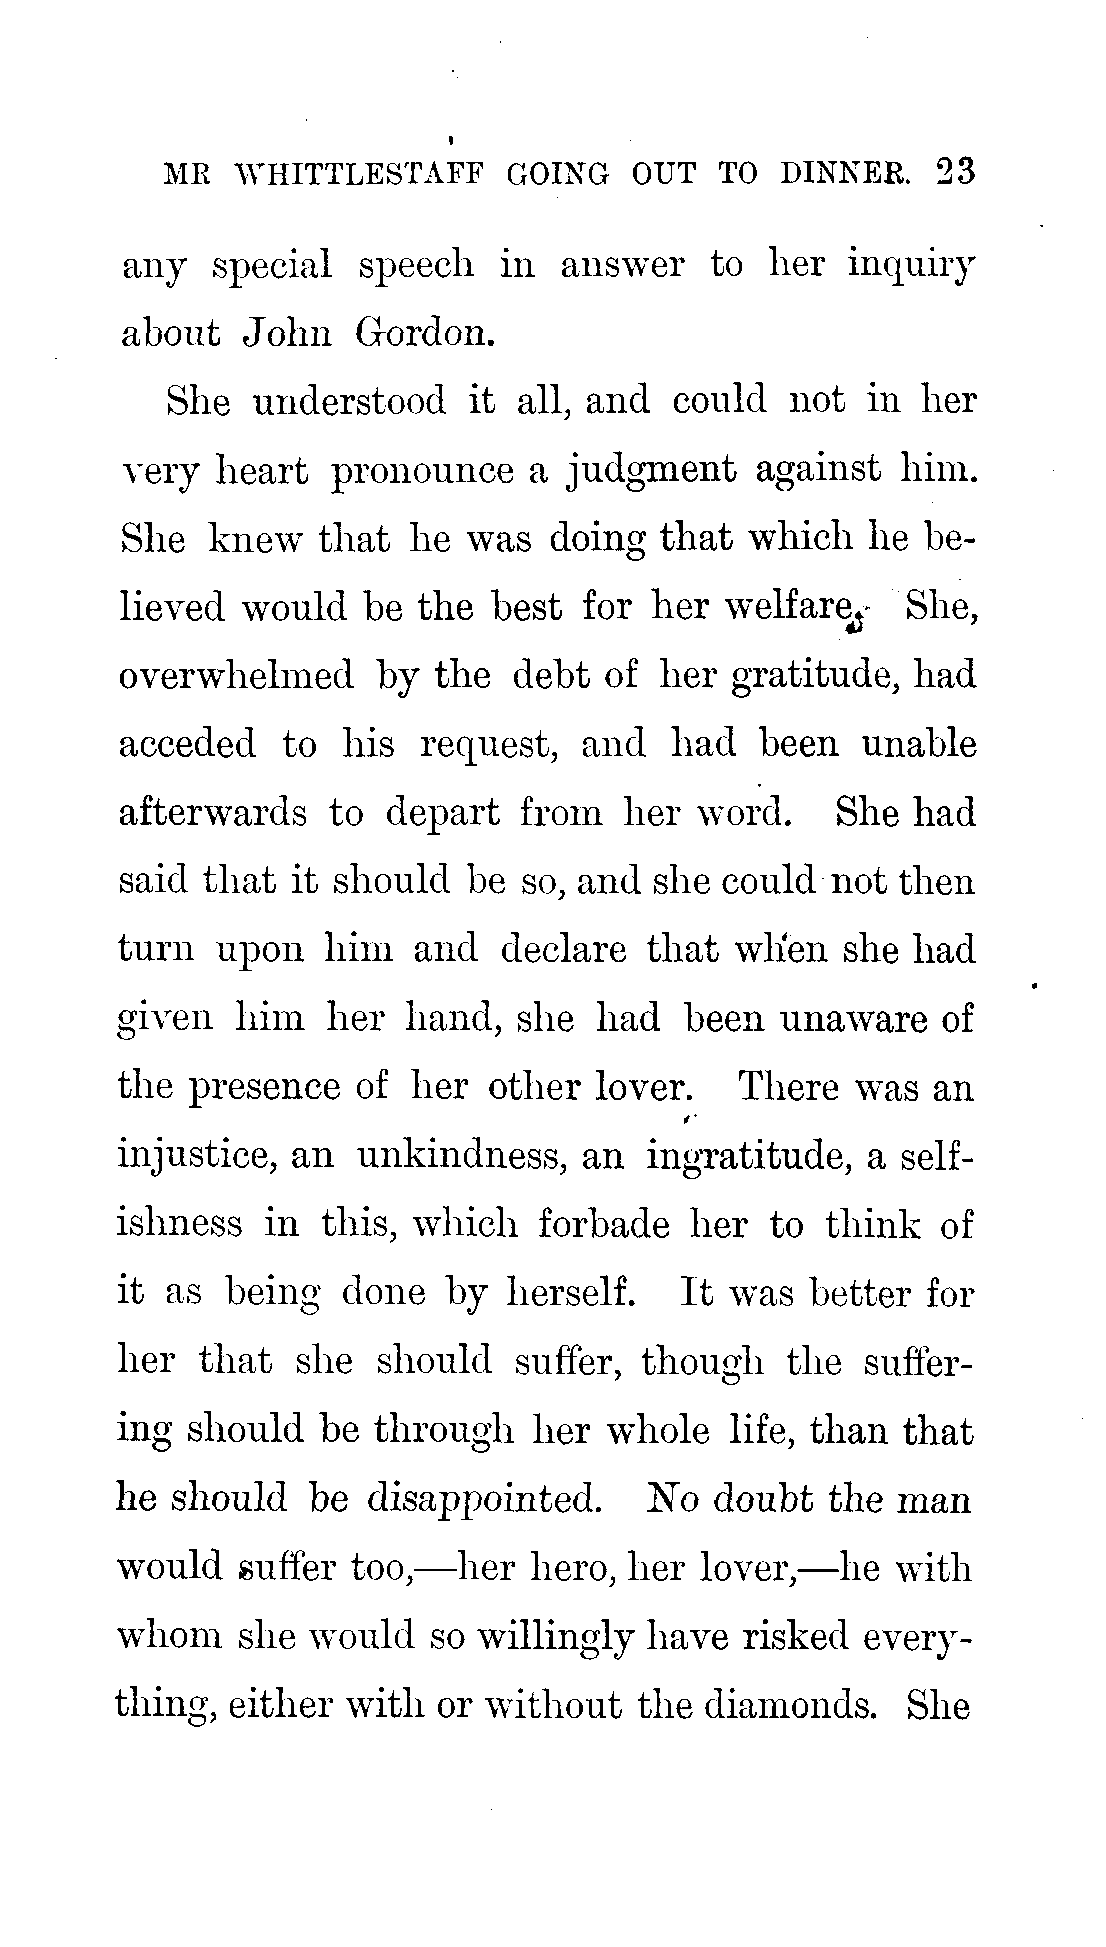 MR WHITTLESTAFF GOING OUT TO DINNER. 23
any special speech in answer to her inquiry
about John Gordon.
She understood it all, and could not in her
very heart pronounce a judgment against him.
She knew that he was doing that which he be-
lieved would be the best for her welfare. She,
overwhelmed by the debt of her gratitude, had
acceded to his request, and had been unable
afterwards to depart from her word. She had
said that it should be so, and she could not then
turn upon him and declare that when she had
given him her hand, she had been unaware of
the presence of her other lover. There was an
injustice, an unkindness, an ingratitude, a self-
ishness in this, which forbade her to think of
it as being done by herself. It was better for
her that she should suffer, though the suffer-
ing should be through her whole life, than that
he should be disappointed. No doubt the man
would suffer too,—her hero, her lover,—he with
whom she would so willingly have risked every-
thing, either with or without the diamonds. She